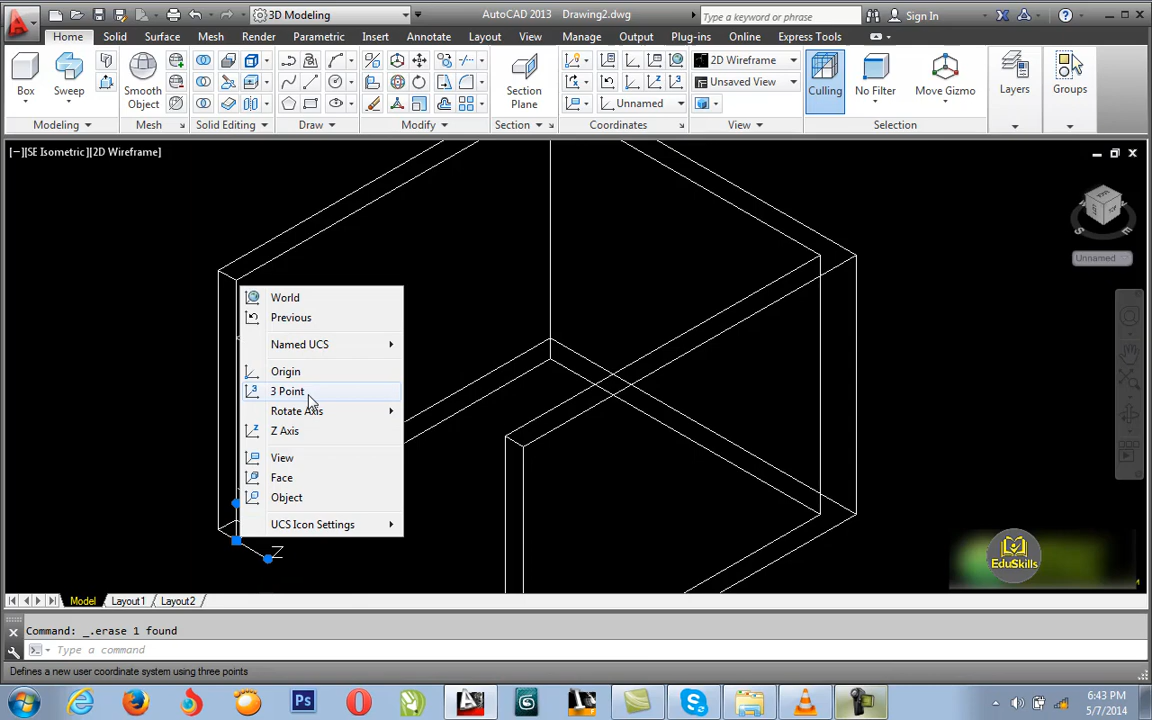 3D Modeling
AutoCAD 2013 Drawing2.dwg
Type a keyword or phrase
Sign In
Home Solid Surface Mesh Render Parametric Insert Annotate Layout View Manage Output Plug-ins Online Express Tools
Box
Sweep
Smooth
Object
Section
Plane
2D Wireframe
Unsaved View
Unnamed
Culling
No Filter
Move Gizmo
Layers
Groups
Modeling Mesh Solid Editing Draw Modify Section Coordinates View Selection
[−][SE Isometric][2D Wireframe]
S
E
Unnamed
World
Previous
Named UCS
Origin
3 Point
Rotate Axis
Z Axis
View
Face
Object
UCS Icon Settings
Z
EduSkills
Model Layout1 Layout2
Command: _.erase 1 found
Type a command
Defines a new user coordinate system using three points
Ps
6:43 PM
5/7/2014